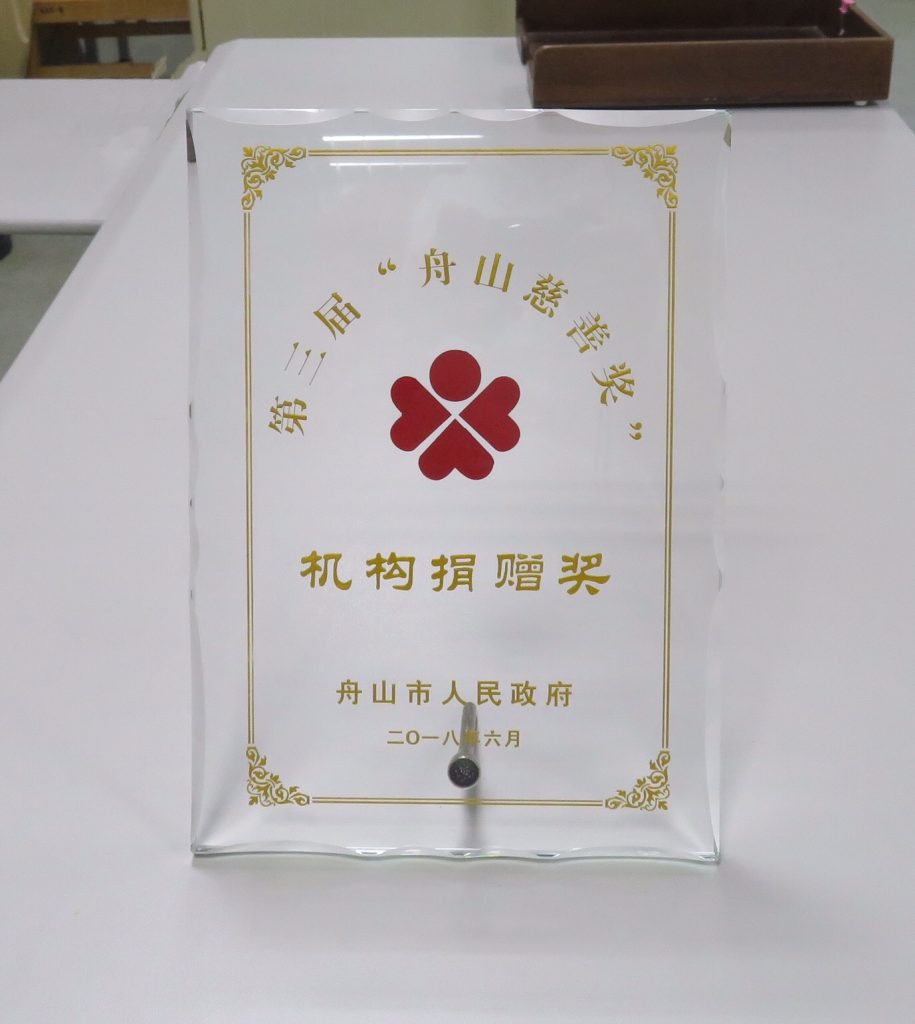 第三届“舟山慈善奖”
机构捐赠奖
舟山市人民政府
二〇一八年六月